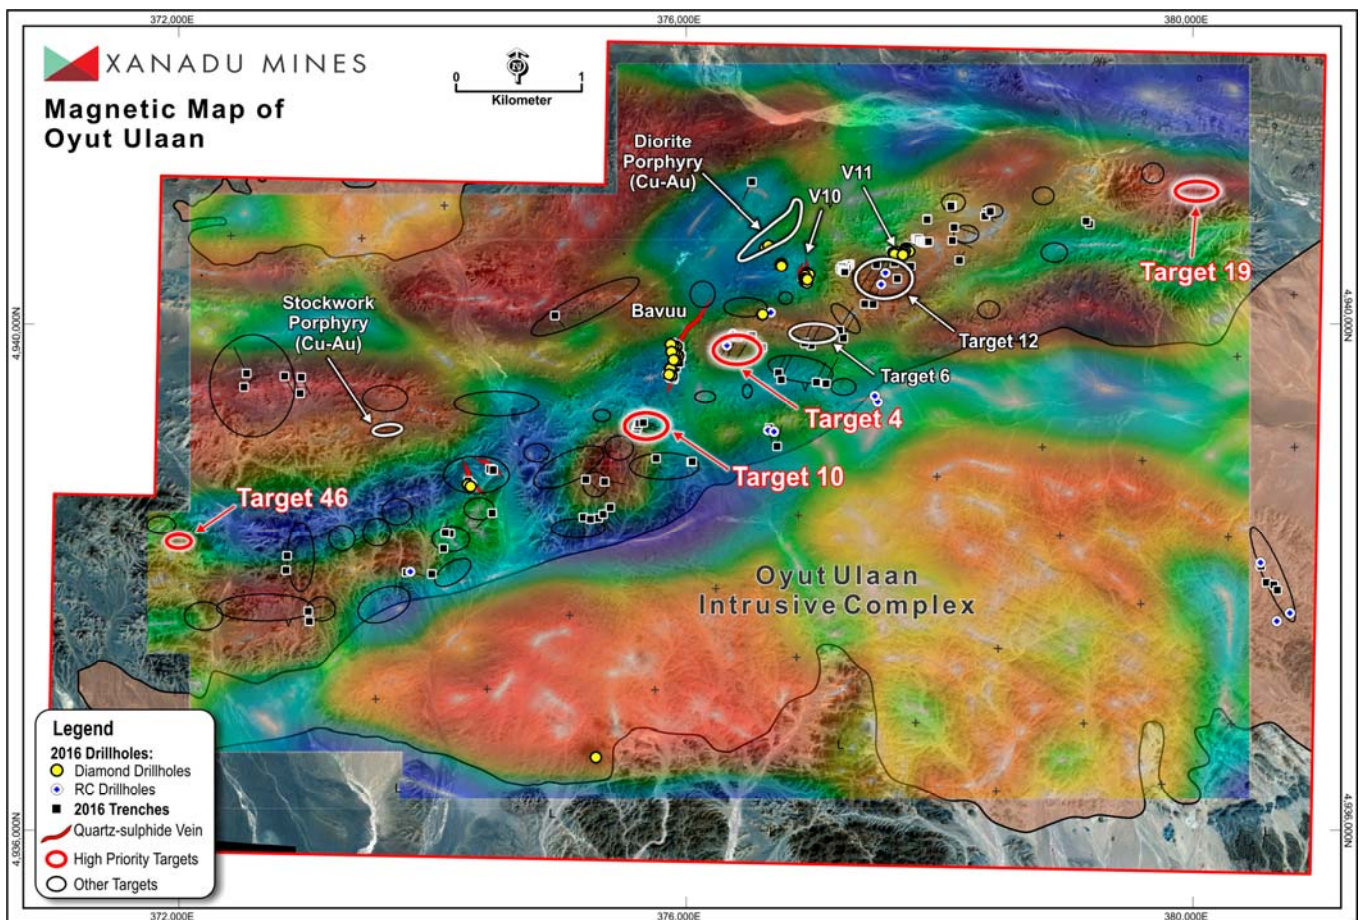 372,000E
376,000E
380,000E
XANADU MINES
Magnetic Map of
Oyut Ulaan
N
0
1
Kilometer
Diorite
Porphyry
(Cu-Au)
V11
V10
Target 19
Stockwork
Porphyry
(Cu-Au)
Bavuu
4,940,000N
4,940,000N
Target 12
Target 6
Target 4
Target 10
Target 46
Oyut Ulaan
Intrusive Complex
Legend
2016 Drillholes:
Diamond Drillholes
RC Drillholes
2016 Trenches
Quartz-sulphide Vein
High Priority Targets
Other Targets
L
L
L
L
L
4,936,000N
4,936,000N
372,000E
376,000E
380,000E